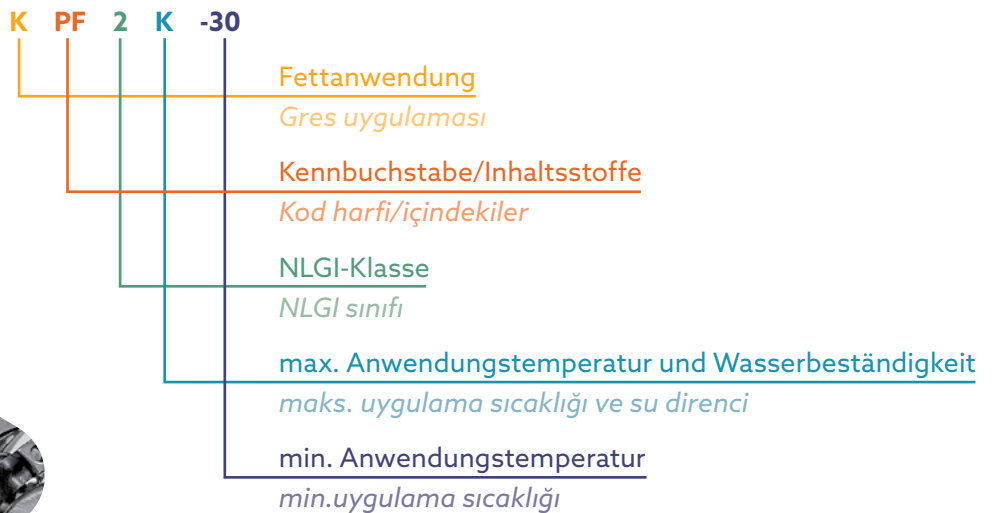 K PF 2 K -30
Fettanwendung
Gres uygulaması
Kennbuchstabe/Inhaltsstoffe
Kod harfi/içindekiler
NLGI-Klasse
NLGI sınıfı
max. Anwendungstemperatur und Wasserbeständigkeit
maks. uygulama sıcaklığı ve su direnci
min. Anwendungstemperatur
min.uygulama sıcaklığı